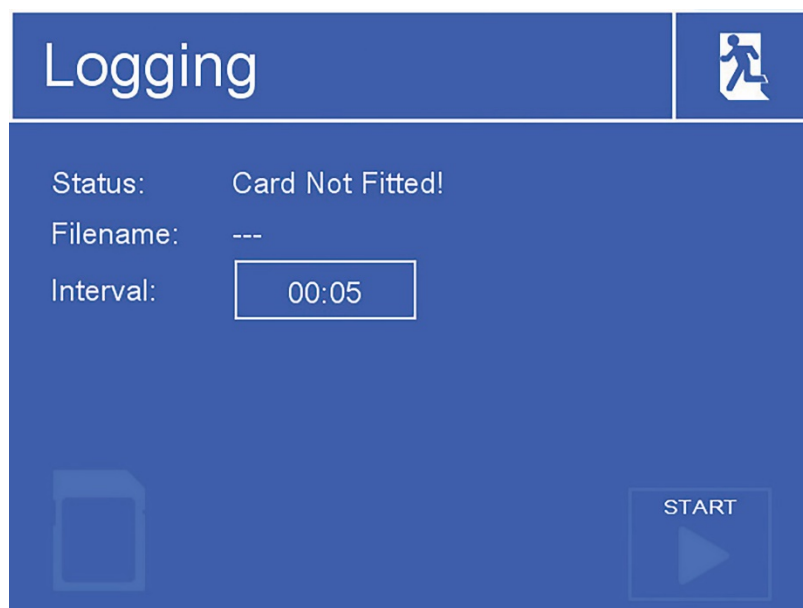 Logging
Status: Card Not Fitted!
Filename: ---
Interval: 00:05
START